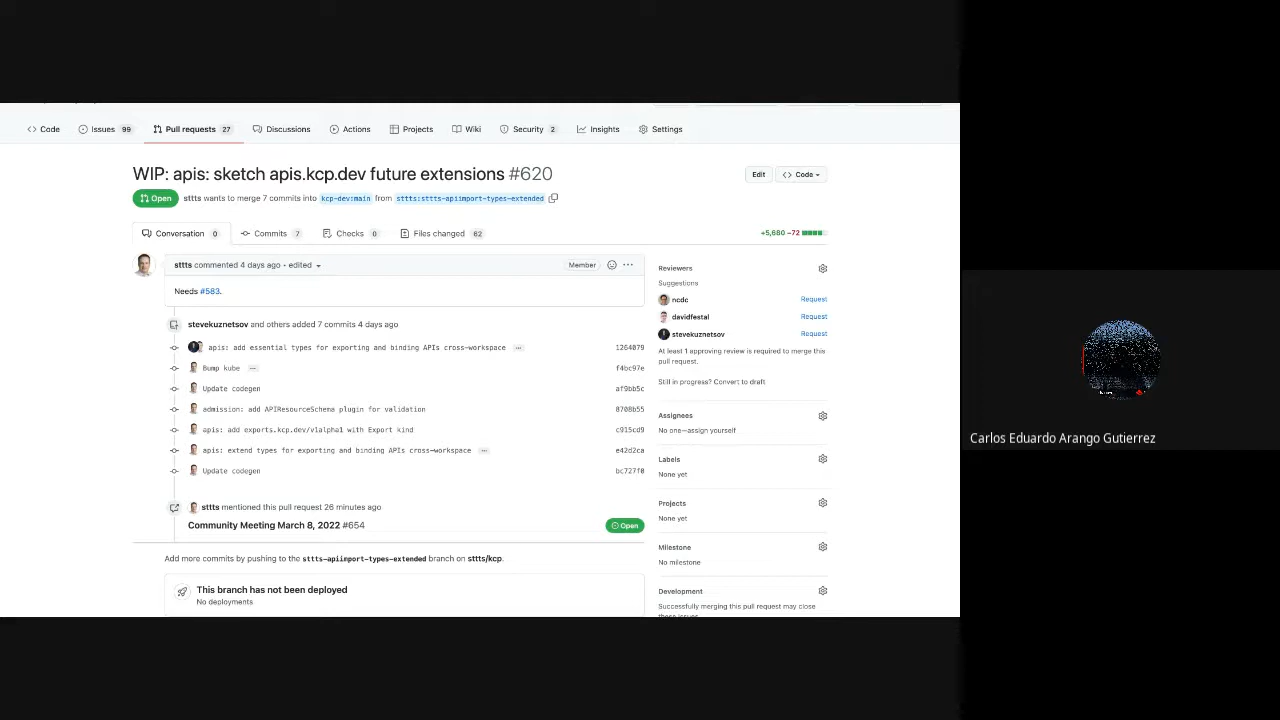 Code Issues 99 Pull requests 27 Discussions Actions Projects Wiki Security 2 Insights Settings
WIP: apis: sketch apis.kcp.dev future extensions #620
Edit
Code
Open
sttts wants to merge 7 commits into kcp-dev:main from sttts:sttts-apiimport-types-extended
Conversation 0 Commits 7 Checks 0 Files changed 62
+5,680 −72
sttts commented 4 days ago • edited
Member
Needs #583.
stevekuznetsov and others added 7 commits 4 days ago
apis: add essential types for exporting and binding APIs cross-workspace 1264079
Bump kube f4bc97e
Update codegen af9bb5c
admission: add APIResourceSchema plugin for validation 8708b55
apis: add exports.kcp.dev/v1alpha1 with Export kind c915cd9
apis: extend types for exporting and binding APIs cross-workspace e42d2ca
Update codegen bc727f0
sttts mentioned this pull request 26 minutes ago
Community Meeting March 8, 2022 #654
Open
Add more commits by pushing to the sttts-apiimport-types-extended branch on sttts/kcp.
This branch has not been deployed
No deployments
Reviewers
Suggestions
ncdc Request
davidfestal Request
stevekuznetsov Request
At least 1 approving review is required to merge this
pull request.
Still in progress? Convert to draft
Assignees
No one—assign yourself
Labels
None yet
Projects
None yet
Milestone
No milestone
Development
Successfully merging this pull request may close
these issues.
Carlos Eduardo Arango Gutierrez